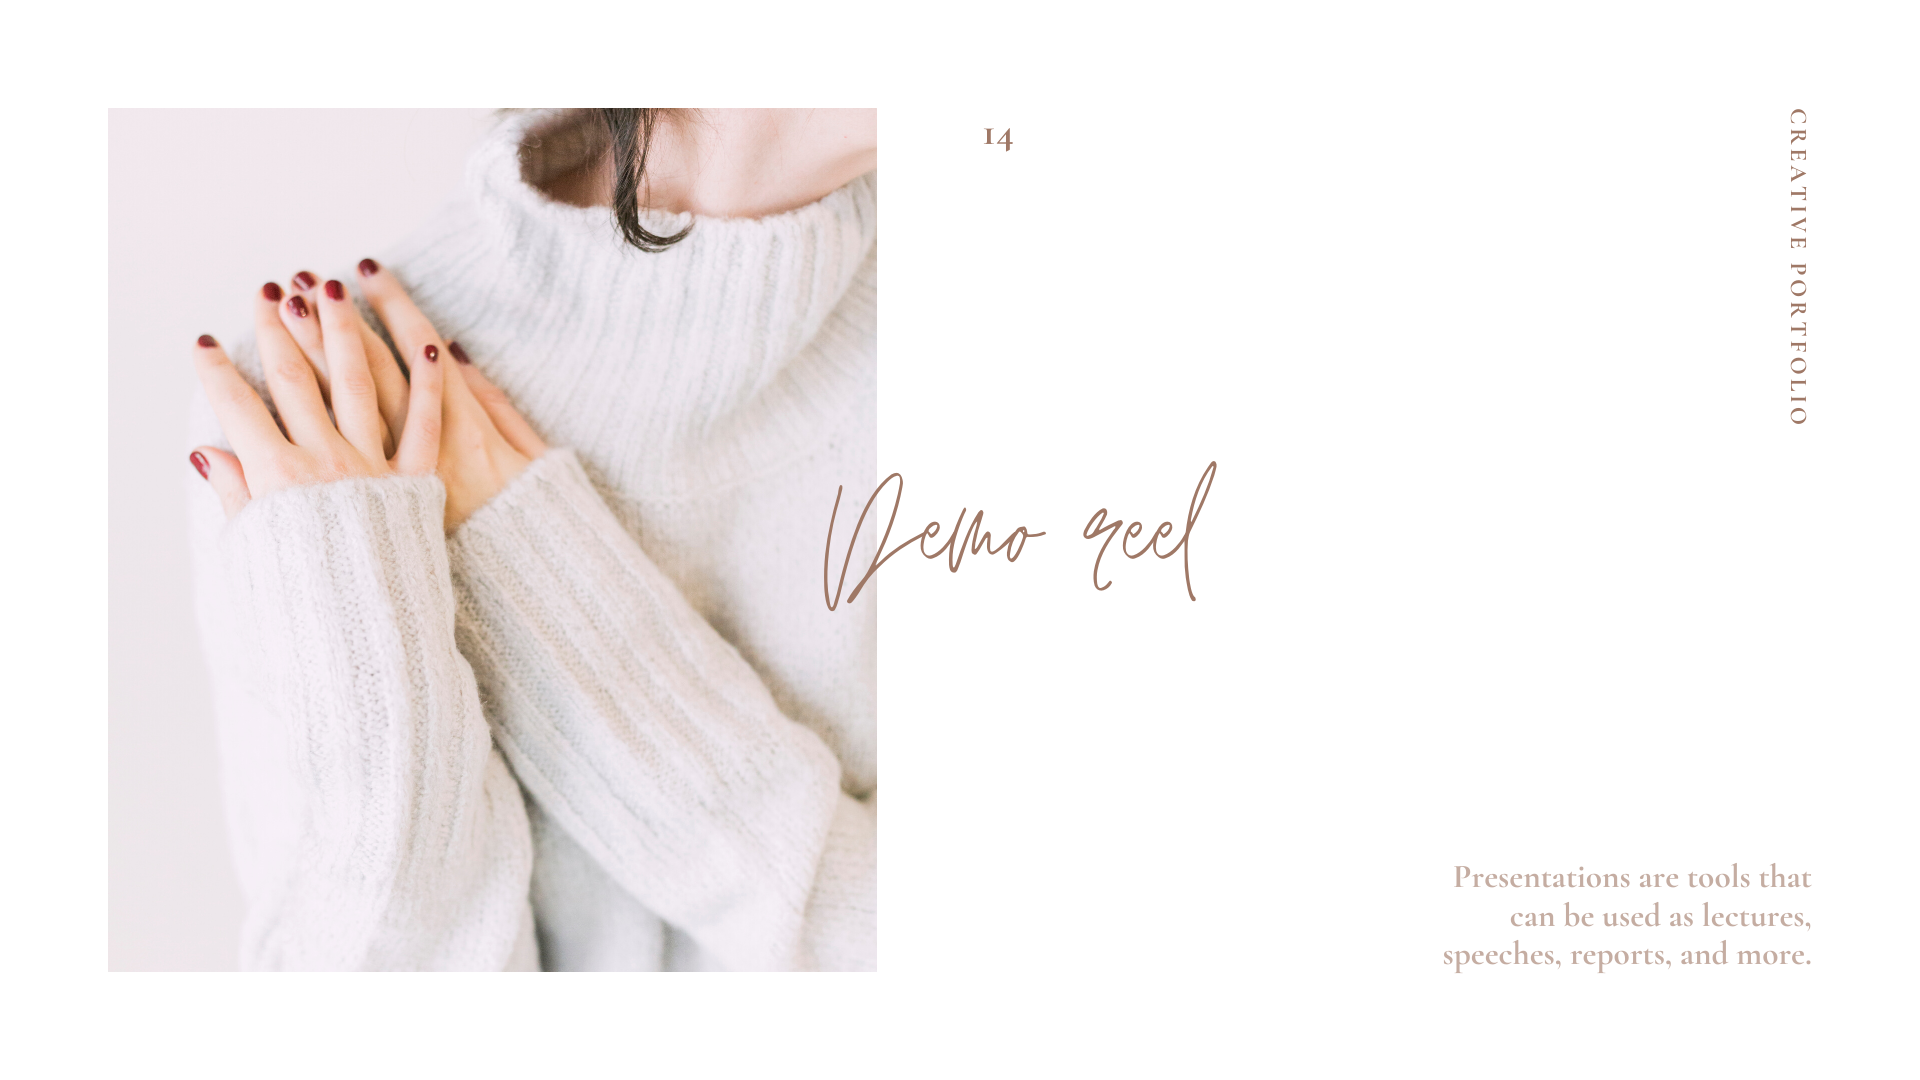 14
CREATIVE PORTFOLIO
Demo reel
Presentations are tools that
can be used as lectures,
speeches, reports, and more.